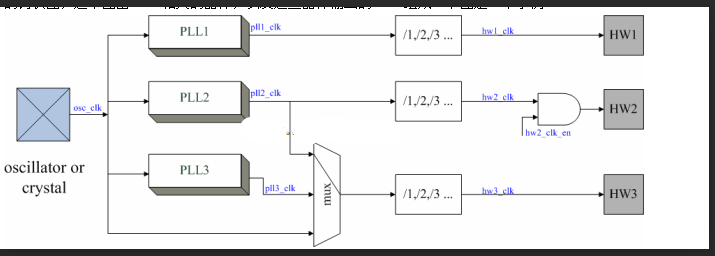 PLL1
pll1_clk
/1,/2,/3 ...
hw1_clk
HW1
osc_clk
PLL2
pll2_clk
/1,/2,/3 ...
hw2_clk
hw2_clk_en
HW2
oscillator or
crystal
PLL3
pll3_clk
mux
/1,/2,/3 ...
hw3_clk
HW3